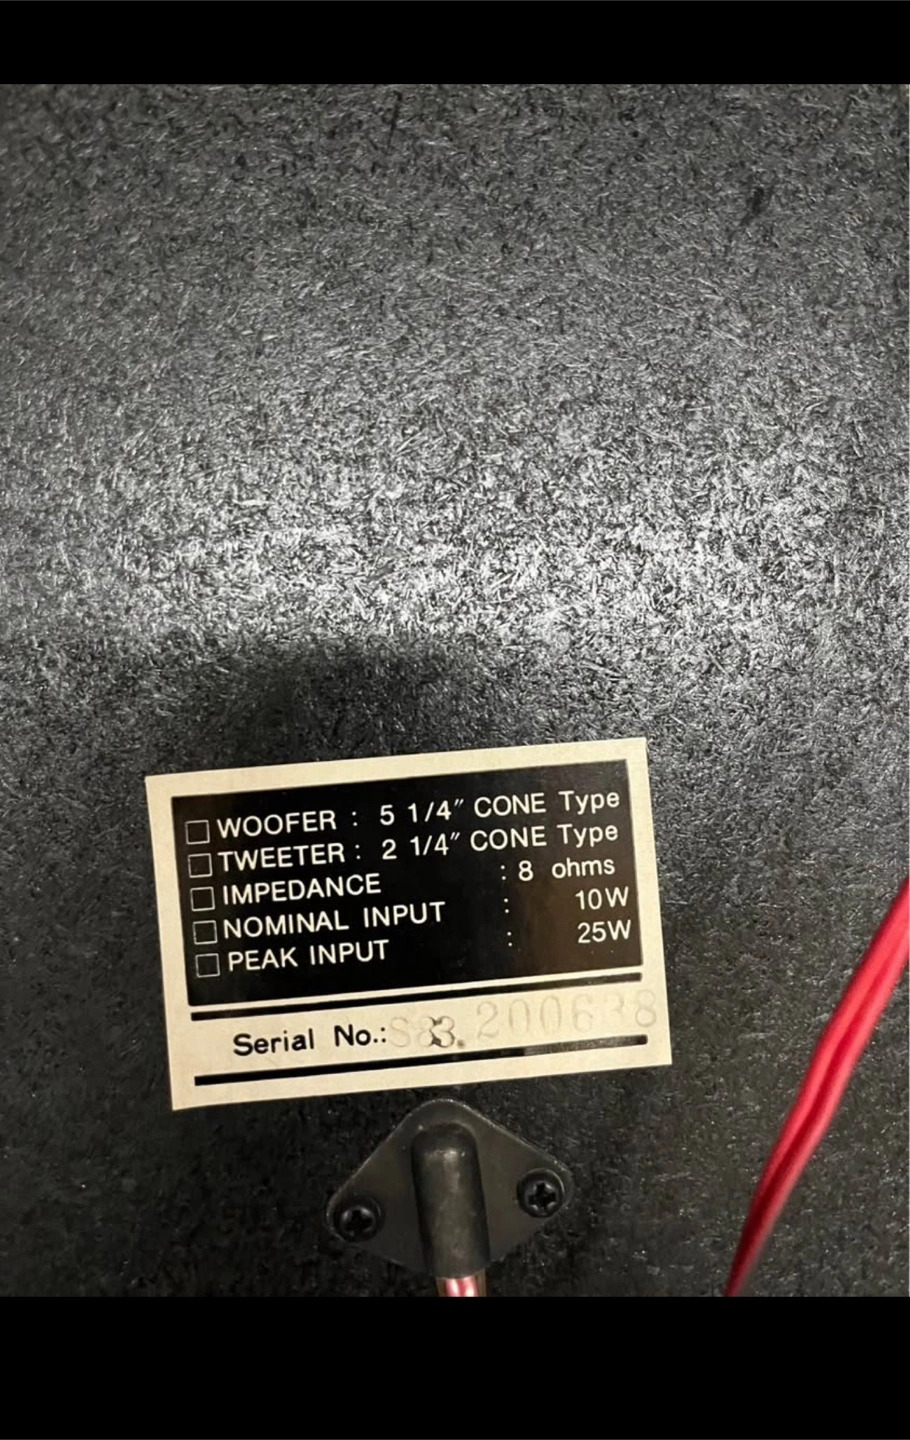 WOOFER : 5 1/4" CONE Type
TWEETER : 2 1/4" CONE Type
IMPEDANCE : 8 ohms
NOMINAL INPUT : 10W
PEAK INPUT : 25W
Serial No.: